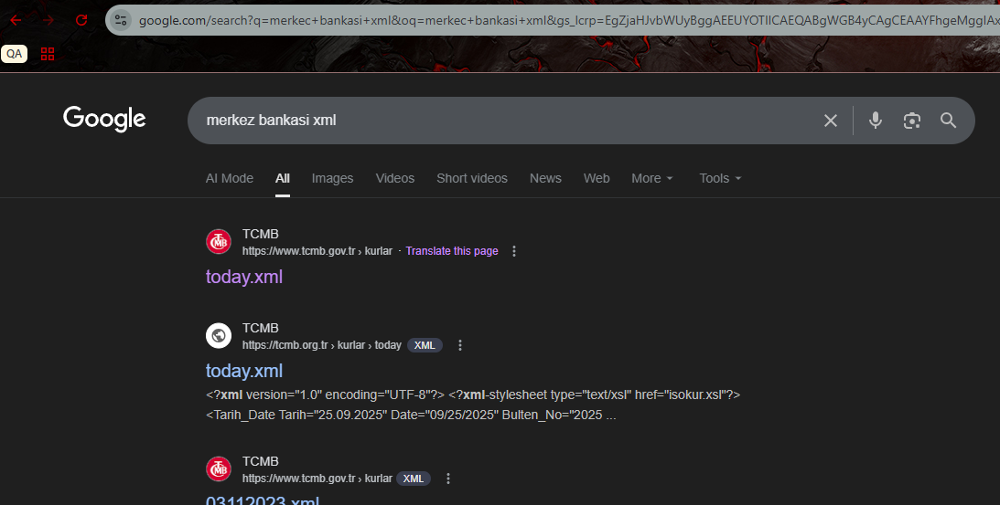 google.com/search?q=merkec+bankasi+xml&oq=merkec+bankasi+xml&gs_lcrp=EgZjaHJvbWUyBggAEEUYOTIICAEQABgWGB4yCAgCEAAYFhgeMggIAx
QA
Google
merkez bankasi xml
AI Mode
All
Images
Videos
Short videos
News
Web
More
Tools
TCMB
https://www.tcmb.gov.tr › kurlar · Translate this page
today.xml
TCMB
https://tcmb.org.tr › kurlar › today XML
today.xml
<?xml version="1.0" encoding="UTF-8"?> <?xml-stylesheet type="text/xsl" href="isokur.xsl"?>
<Tarih_Date Tarih="25.09.2025" Date="09/25/2025" Bulten_No="2025 ...
TCMB
https://www.tcmb.gov.tr › kurlar XML
03112023.xml